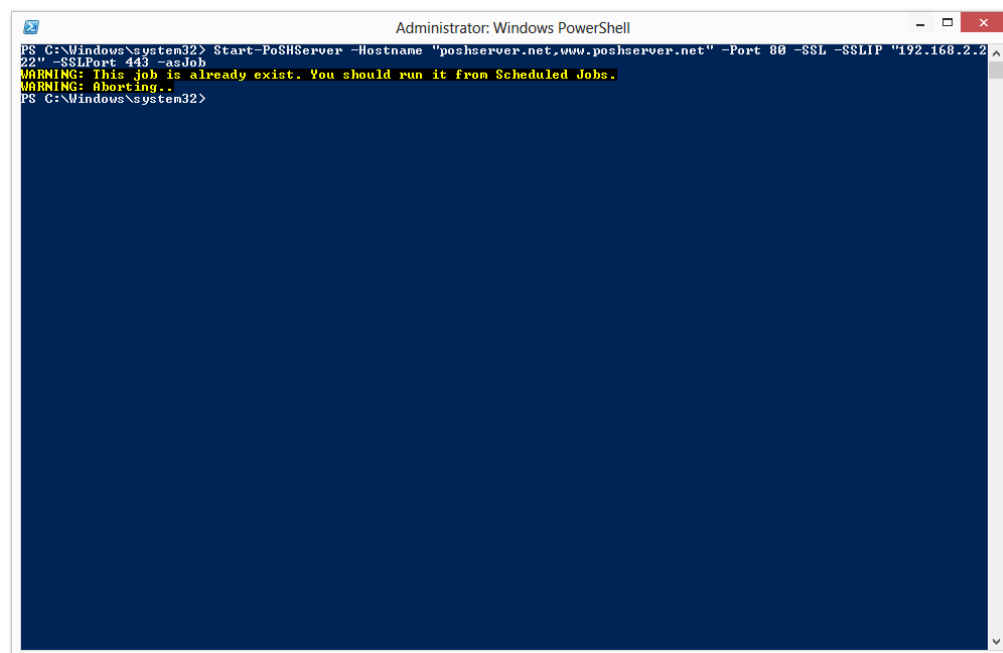 Administrator: Windows PowerShell
PS C:\Windows\system32> Start-PoSHServer -Hostname "poshserver.net,www.poshserver.net" -Port 80 -SSL -SSLIP "192.168.2.2
22" -SSLPort 443 -asJob
WARNING: This job is already exist. You should run it from Scheduled Jobs.
WARNING: Aborting..
PS C:\Windows\system32>